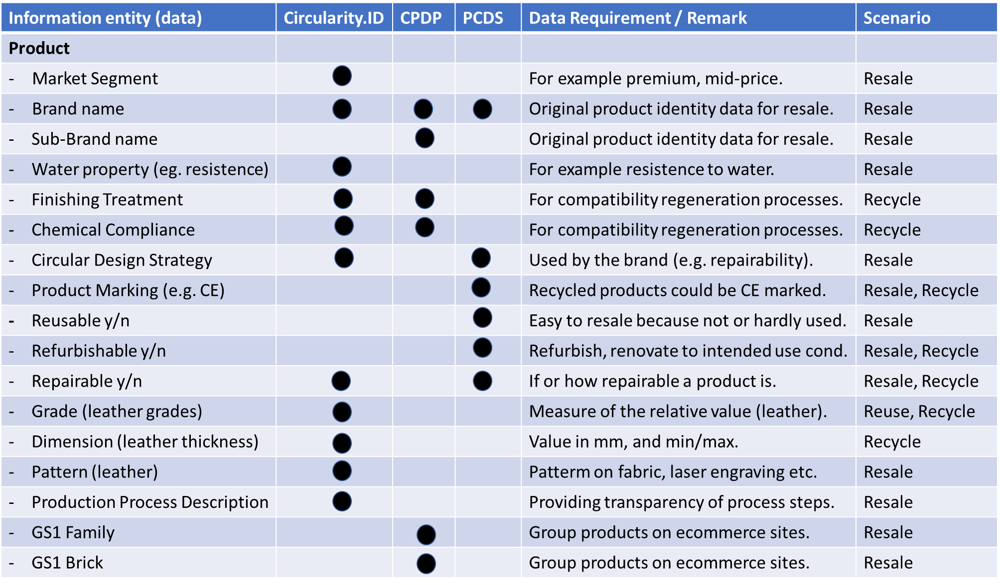 Information entity (data) Circularity.ID CPDP PCDS Data Requirement / Remark Scenario
Product
- Market Segment For example premium, mid-price. Resale
- Brand name Original product identity data for resale. Resale
- Sub-Brand name Original product identity data for resale. Resale
- Water property (eg. resistence) For example resistence to water. Resale
- Finishing Treatment For compatibility regeneration processes. Recycle
- Chemical Compliance For compatibility regeneration processes. Recycle
- Circular Design Strategy Used by the brand (e.g. repairability). Resale
- Product Marking (e.g. CE) Recycled products could be CE marked. Resale, Recycle
- Reusable y/n Easy to resale because not or hardly used. Resale
- Refurbishable y/n Refurbish, renovate to intended use cond. Resale, Recycle
- Repairable y/n If or how repairable a product is. Resale, Recycle
- Grade (leather grades) Measure of the relative value (leather). Reuse, Recycle
- Dimension (leather thickness) Value in mm, and min/max. Recycle
- Pattern (leather) Patterm on fabric, laser engraving etc. Resale
- Production Process Description Providing transparency of process steps. Resale
- GS1 Family Group products on ecommerce sites. Resale
- GS1 Brick Group products on ecommerce sites. Resale